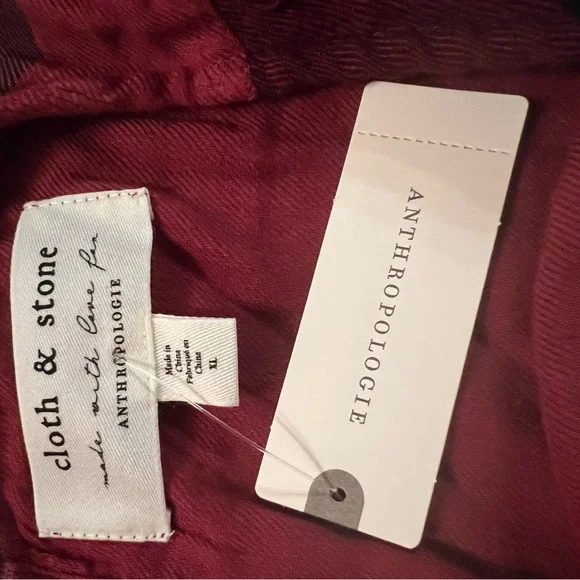 cloth & stone
made with love for
ANTHROPOLOGIE
Made in
China
Fabriqué en
Chine
XL
ANTHROPOLOGIE